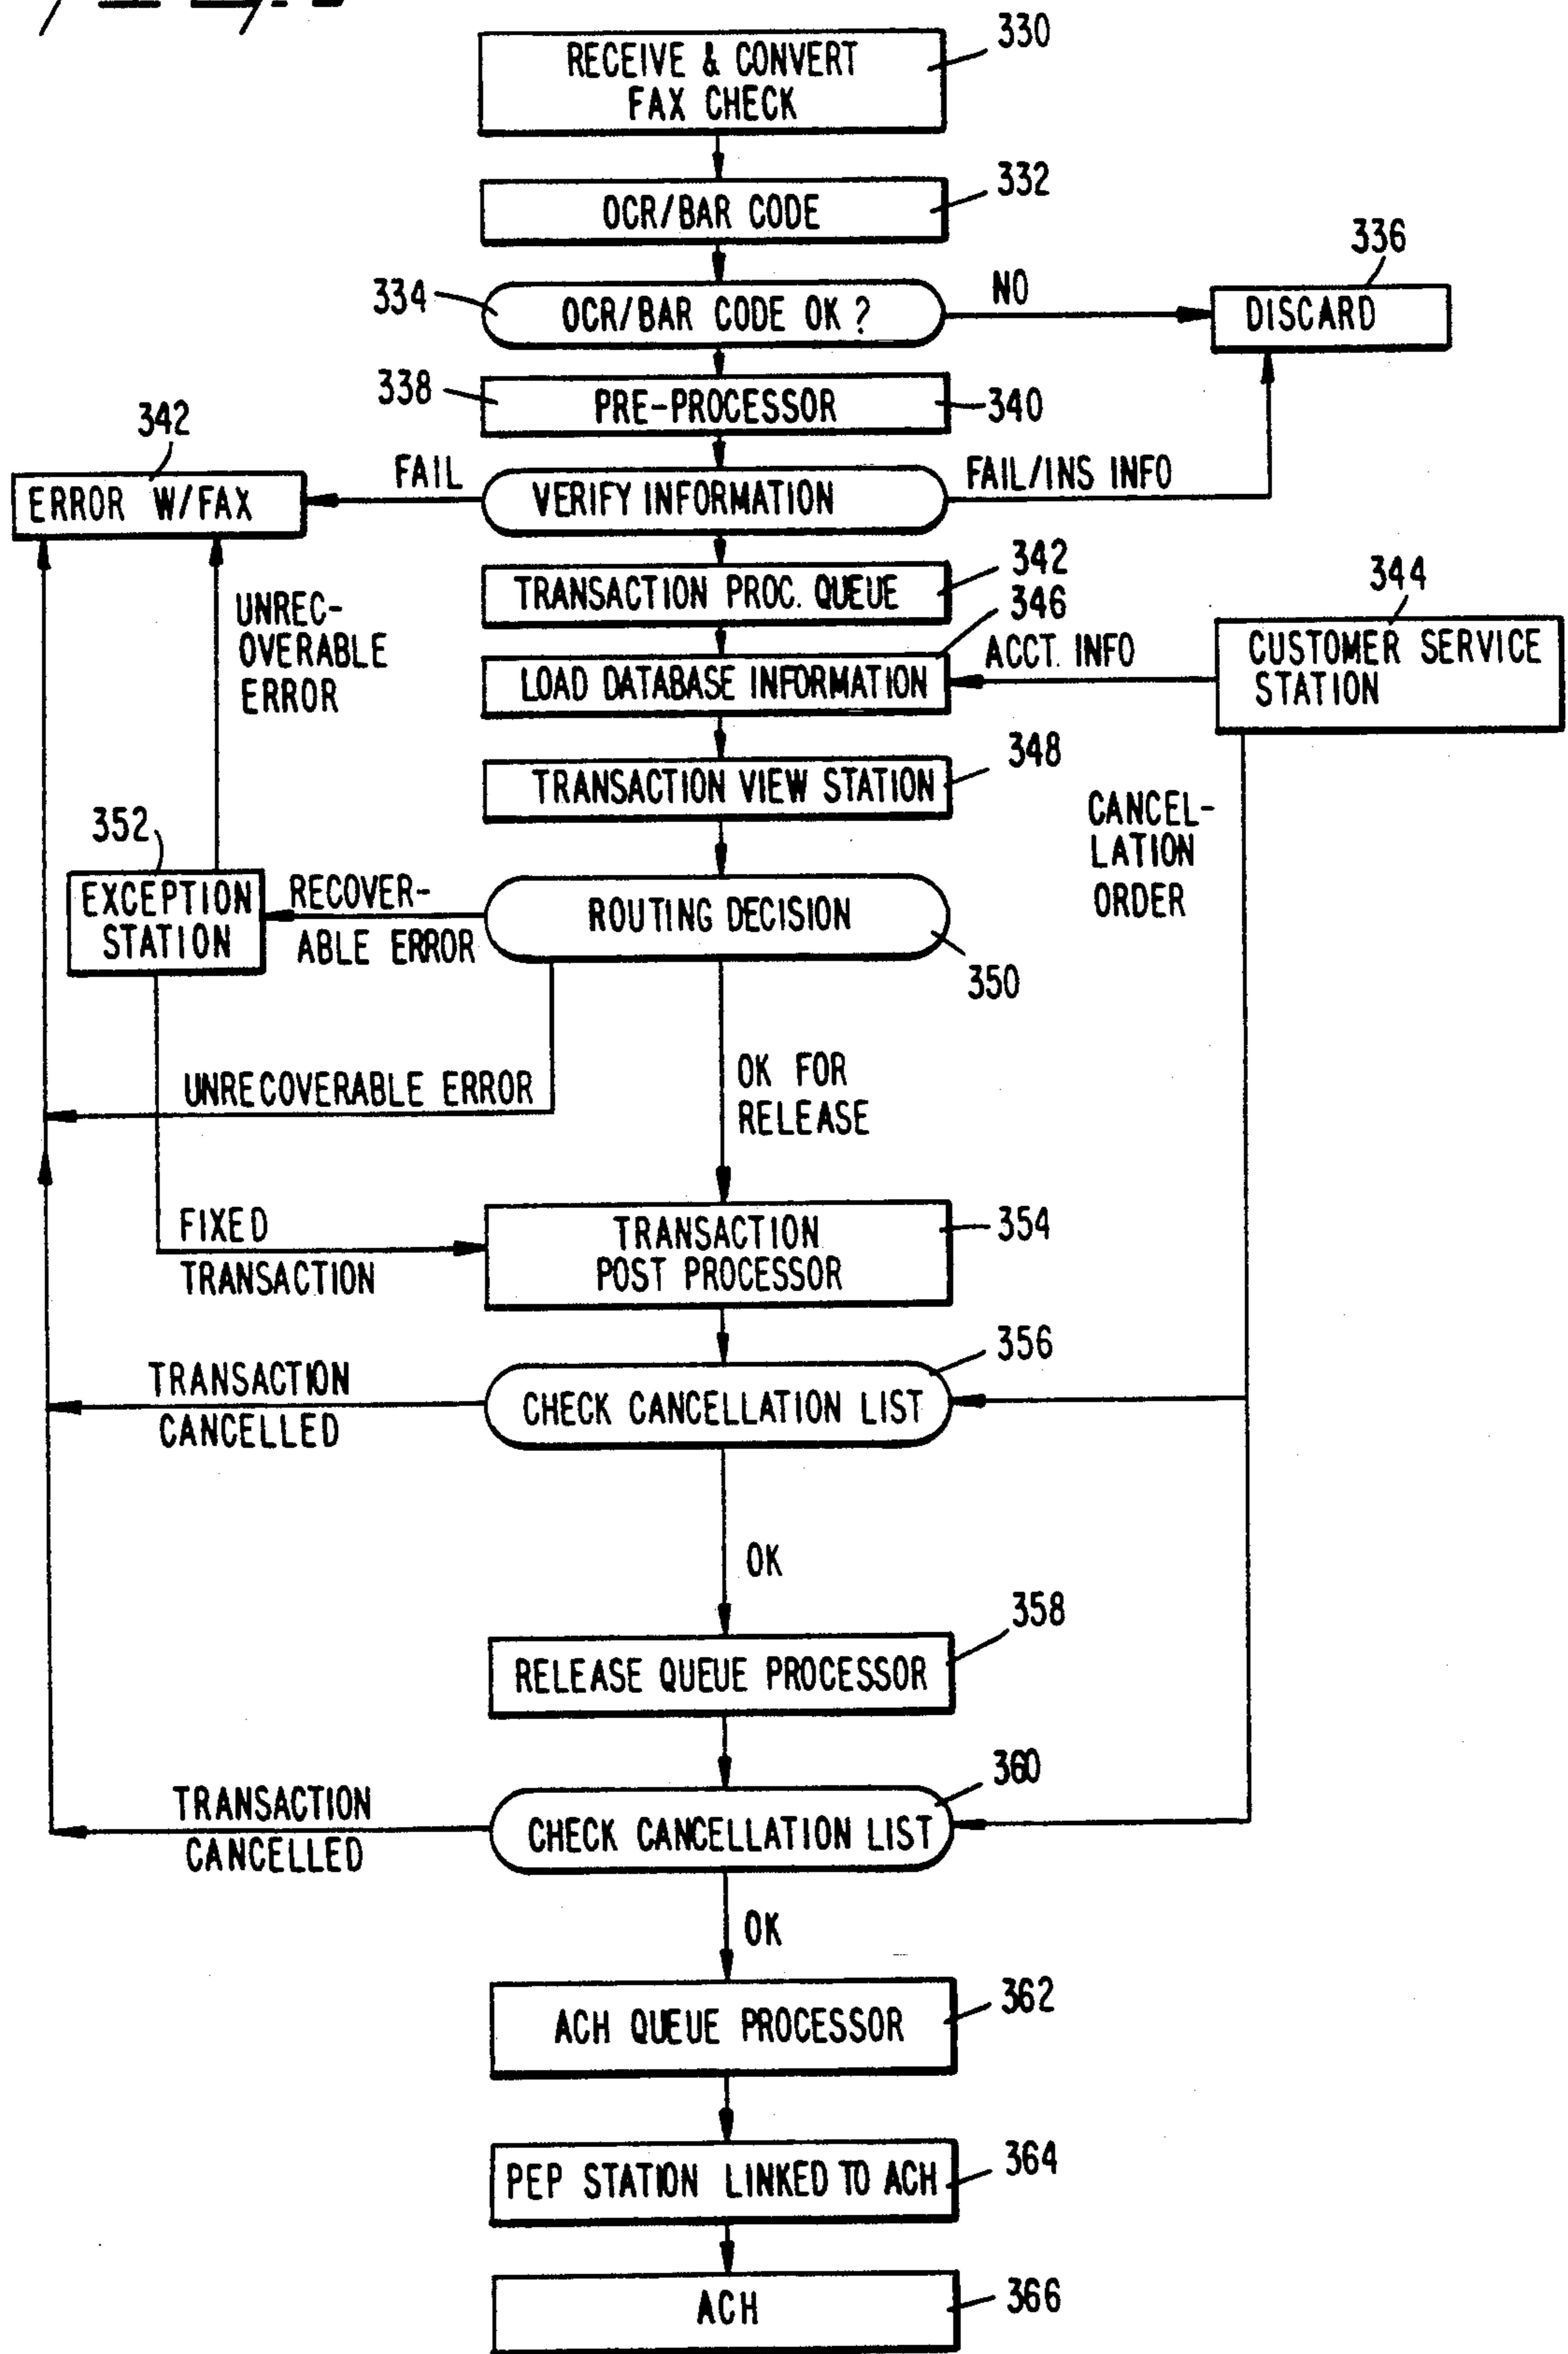 330
RECEIVE & CONVERT
FAX CHECK
332
OCR/BAR CODE
336
334
OCR/BAR CODE OK ?
NO
DISCARD
338
PRE-PROCESSOR
340
342
FAIL
FAIL/INS INFO
ERROR W/FAX
VERIFY INFORMATION
342
TRANSACTION PROC. QUEUE
346
344
UNREC-
OVERABLE
ERROR
LOAD DATABASE INFORMATION
ACCT. INFO
CUSTOMER SERVICE
STATION
348
TRANSACTION VIEW STATION
CANCEL-
LATION
ORDER
352
EXCEPTION
STATION
RECOVER-
ABLE ERROR
ROUTING DECISION
350
UNRECOVERABLE ERROR
OK FOR
RELEASE
FIXED
TRANSACTION
TRANSACTION
POST PROCESSOR
354
356
TRANSACTION
CANCELLED
CHECK CANCELLATION LIST
OK
358
RELEASE QUEUE PROCESSOR
360
TRANSACTION
CANCELLED
CHECK CANCELLATION LIST
OK
362
ACH QUEUE PROCESSOR
364
PEP STATION LINKED TO ACH
366
ACH